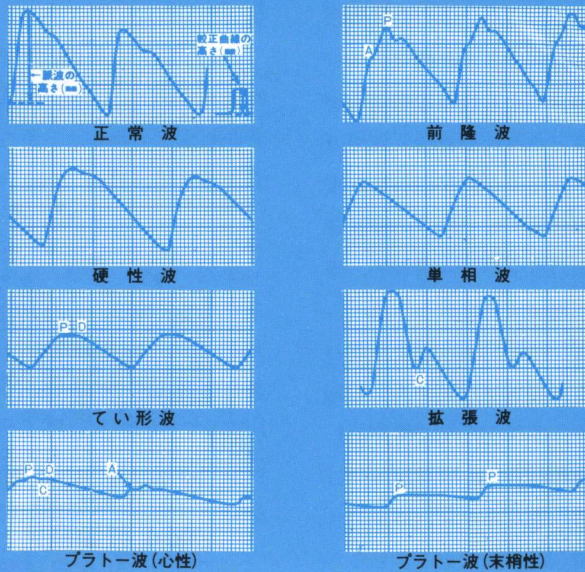 較正曲線の
高さ(㎜)
←脈波の
高さ(㎜)
正常波
P
A
前隆波
硬性波
単相波
P D
てい形波
C
拡張波
P D
A
C
プラトー波(心性)
P
P
プラトー波(末梢性)